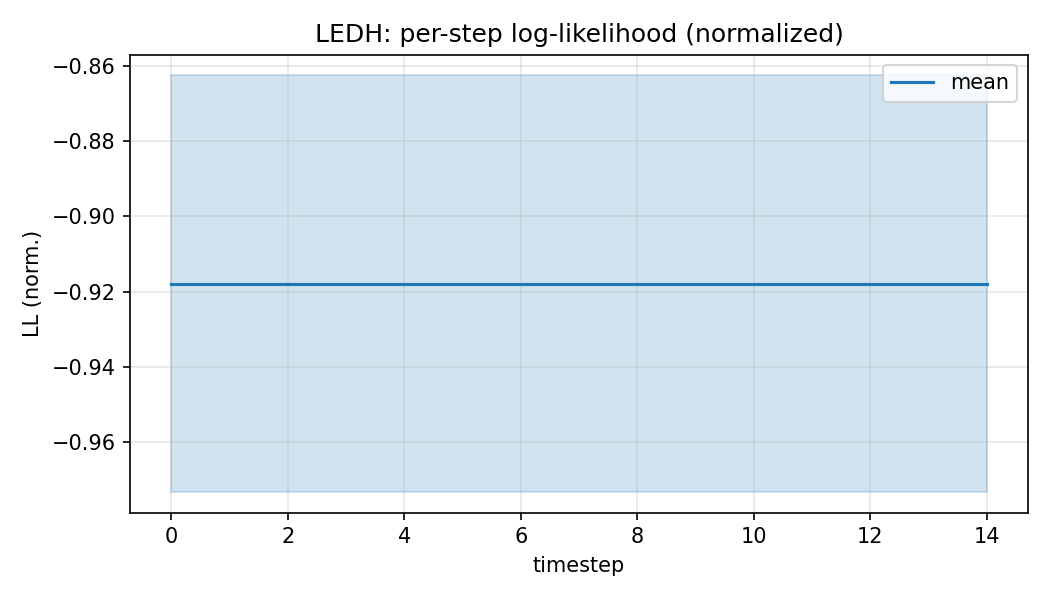 LEDH: per-step log-likelihood (normalized)
mean
LL (norm.)
−0.86
−0.88
−0.90
−0.92
−0.94
−0.96
0 2 4 6 8 10 12 14
timestep